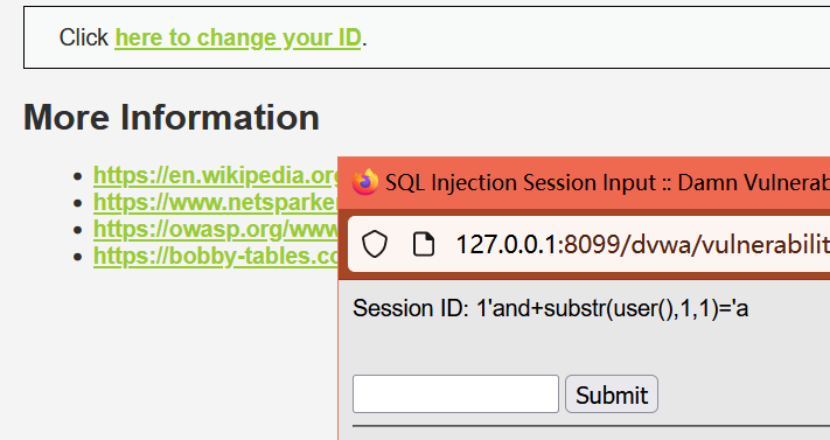 Click here to change your ID.
More Information
https://en.wikipedia.org
https://www.netsparke
https://owasp.org/www
https://bobby-tables.co
SQL Injection Session Input :: Damn Vulnerab
127.0.0.1:8099/dvwa/vulnerabilit
Session ID: 1'and+substr(user(),1,1)='a
Submit